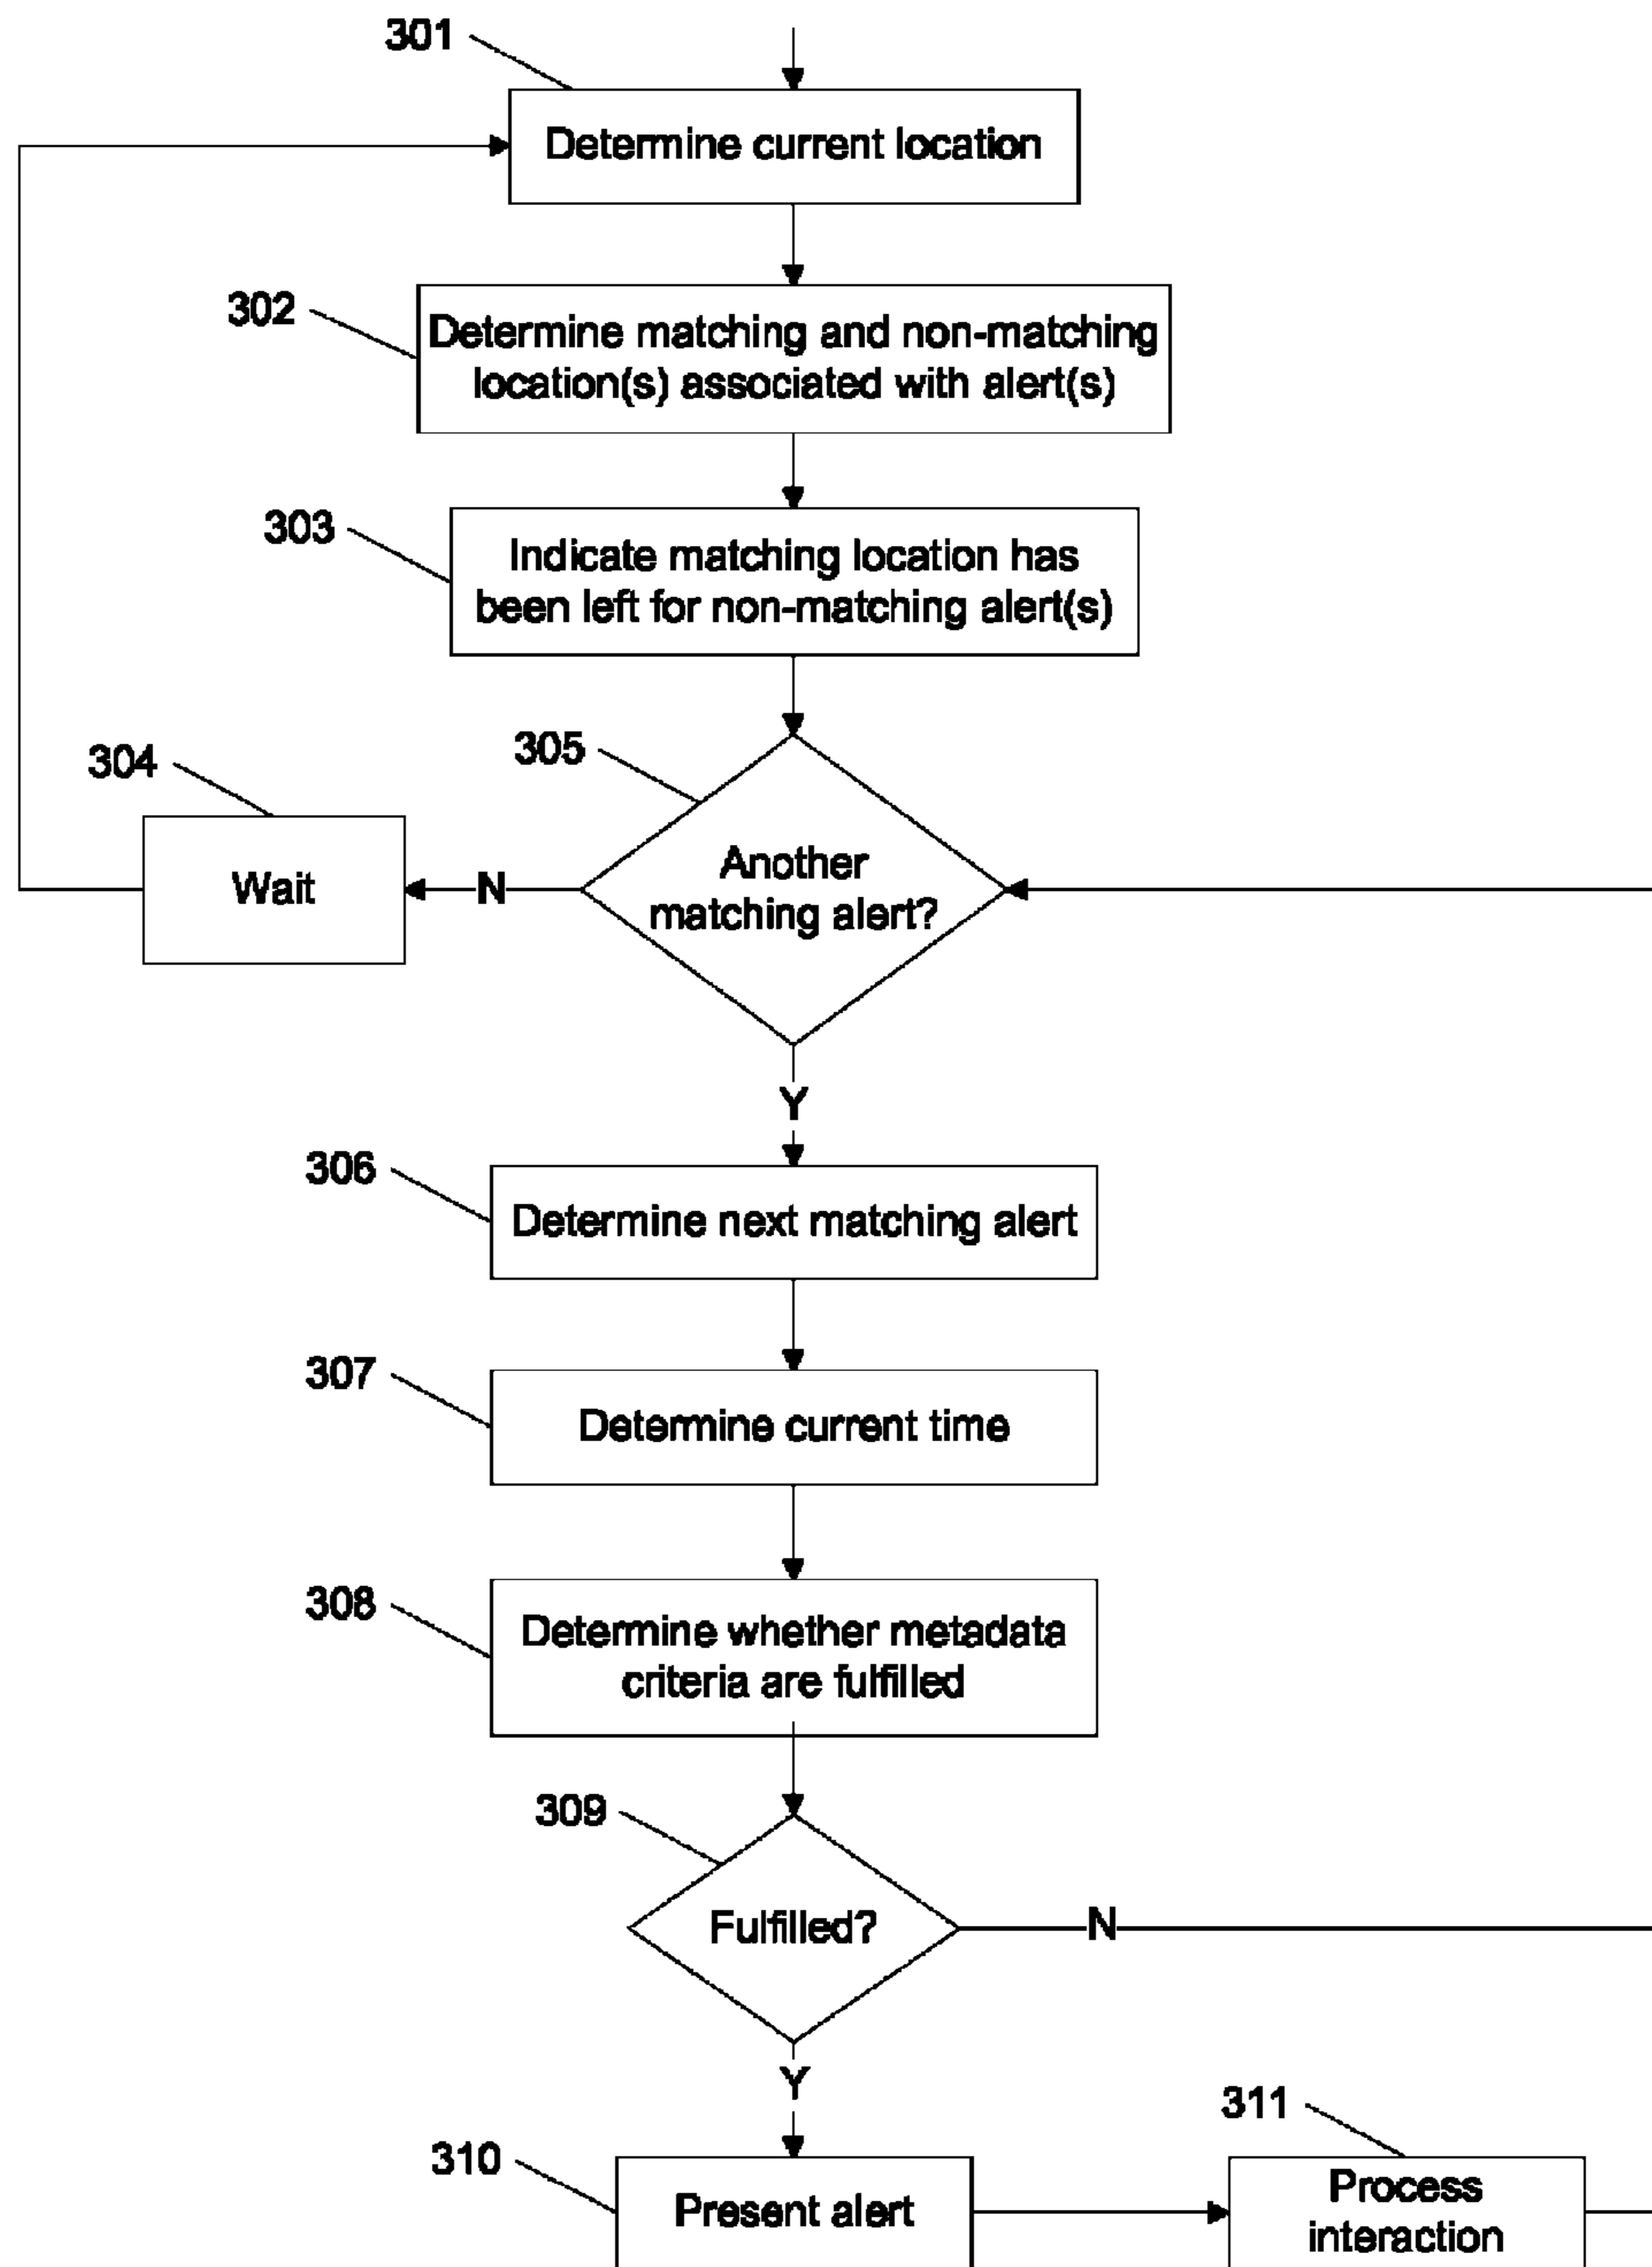 301
Determine current location
302
Determine matching and non-matching
location(s) associated with alert(s)
303
Indicate matching location has
been left for non-matching alert(s)
304
305
Wait
N
Another
matching alert?
Y
306
Determine next matching alert
307
Determine current time
308
Determine whether metadata
criteria are fulfilled
309
Fulfilled?
N
Y
310
Present alert
311
Process
interaction